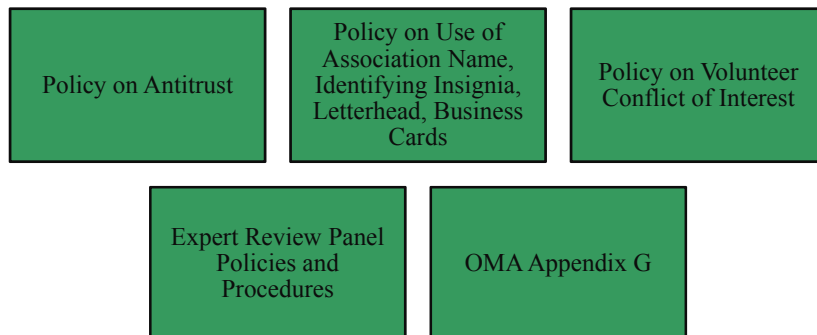 Policy on Antitrust
Policy on Use of
Association Name,
Identifying Insignia,
Letterhead, Business
Cards
Policy on Volunteer
Conflict of Interest
Expert Review Panel
Policies and
Procedures
OMA Appendix G